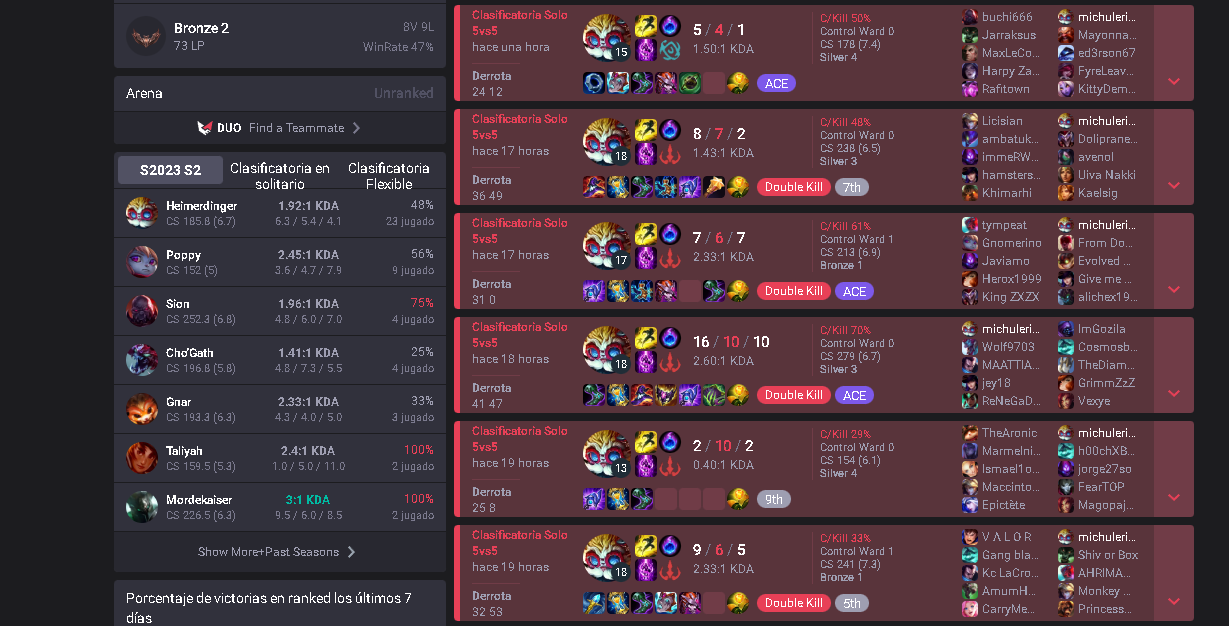 Bronze 2
8V 9L
73 LP
WinRate 47%
Arena
Unranked
DUO Find a Teammate
S2023 S2
Clasificatoria en solitario
Clasificatoria Flexible
Heimerdinger 1.92:1 KDA 48%
CS 185.8 (6.7) 6.3 / 5.4 / 4.1 23 jugado
Poppy 2.45:1 KDA 56%
CS 152 (5) 3.6 / 4.7 / 7.9 9 jugado
Sion 1.96:1 KDA 75%
CS 252.3 (6.8) 4.8 / 6.0 / 7.0 4 jugado
Cho'Gath 1.41:1 KDA 25%
CS 196.8 (5.8) 4.8 / 7.3 / 5.5 4 jugado
Gnar 2.33:1 KDA 33%
CS 193.3 (6.3) 4.3 / 4.0 / 5.0 3 jugado
Taliyah 2.4:1 KDA 100%
CS 159.5 (5.3) 1.0 / 5.0 / 11.0 2 jugado
Mordekaiser 3:1 KDA 100%
CS 226.5 (6.3) 9.5 / 6.0 / 8.5 2 jugado
Show More+Past Seasons
Porcentaje de victorias en ranked los últimos 7
días
Clasificatoria Solo
5vs5
hace una hora
Derrota
24 12
15
5 / 4 / 1
1.50:1 KDA
ACE
C/Kill 50%
Control Ward 0
CS 178 (7.4)
Silver 4
buchi666 michuleri...
Jarraksus Mayonna...
MaxLeCo... ed3rson67
Harpy Za... FyreLeav...
Rafitown KittyDem...
Clasificatoria Solo
5vs5
hace 17 horas
Derrota
36 49
18
8 / 7 / 2
1.43:1 KDA
Double Kill 7th
C/Kill 48%
Control Ward 0
CS 238 (6.5)
Silver 3
Licisian michuleri...
ambatuk... Doliprane...
immeRW... avenol
hamsters... Uiva Nakki
Khimarhi Kaelsig
Clasificatoria Solo
5vs5
hace 17 horas
Derrota
31 0
17
7 / 6 / 7
2.33:1 KDA
Double Kill ACE
C/Kill 61%
Control Ward 1
CS 213 (6.9)
Bronze 1
tympeat michuleri...
Gnomerino From Do...
Javiamo Evolved ...
Herox1999 Give me ...
King ZXZX alichex19...
Clasificatoria Solo
5vs5
hace 18 horas
Derrota
41 47
18
16 / 10 / 10
2.60:1 KDA
Double Kill ACE
C/Kill 70%
Control Ward 0
CS 279 (6.7)
Silver 3
michuleri... ImGozila
Wolf9703 Cosmosb...
MAATTIA... TheDiam...
jey18 GrimmZzZ
ReNeGaD... Vexye
Clasificatoria Solo
5vs5
hace 19 horas
Derrota
25 8
13
2 / 10 / 2
0.40:1 KDA
9th
C/Kill 29%
Control Ward 0
CS 154 (6.1)
Silver 4
TheAronic michuleri...
Marmelni... h00chXB...
Ismael1o... jorge27so
Maccinto... FearTOP
Epictète Magopaj...
Clasificatoria Solo
5vs5
hace 19 horas
Derrota
32 53
18
9 / 6 / 5
2.33:1 KDA
Double Kill 5th
C/Kill 33%
Control Ward 1
CS 241 (7.3)
Bronze 1
V A L O R michuleri...
Gang bla... Shiv or Box
Kc LaCro... AHRIMA...
AmumH... Monkey ...
CarryMe... Princess...